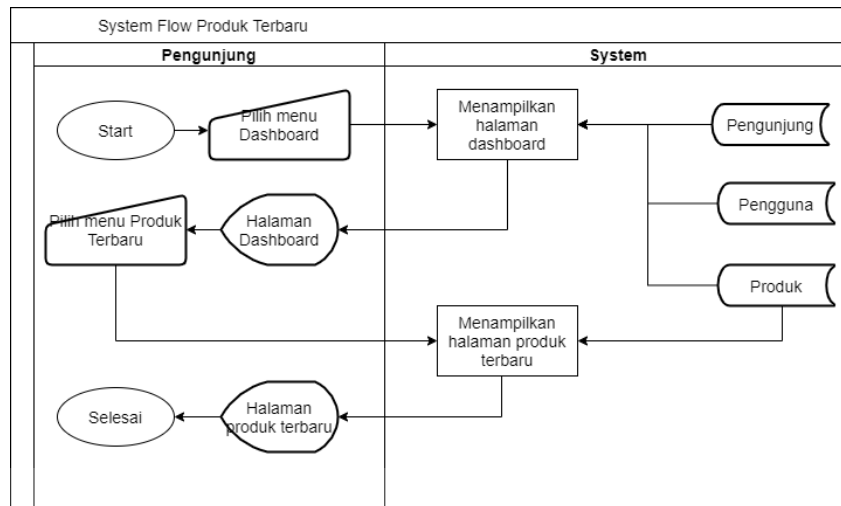 System Flow Produk Terbaru
Pengunjung
System
Start
Pilih menu
Dashboard
Menampilkan
halaman
dashboard
Pengunjung
Pilih menu Produk
Terbaru
Halaman
Dashboard
Pengguna
Produk
Menampilkan
halaman produk
terbaru
Selesai
Halaman
produk terbaru